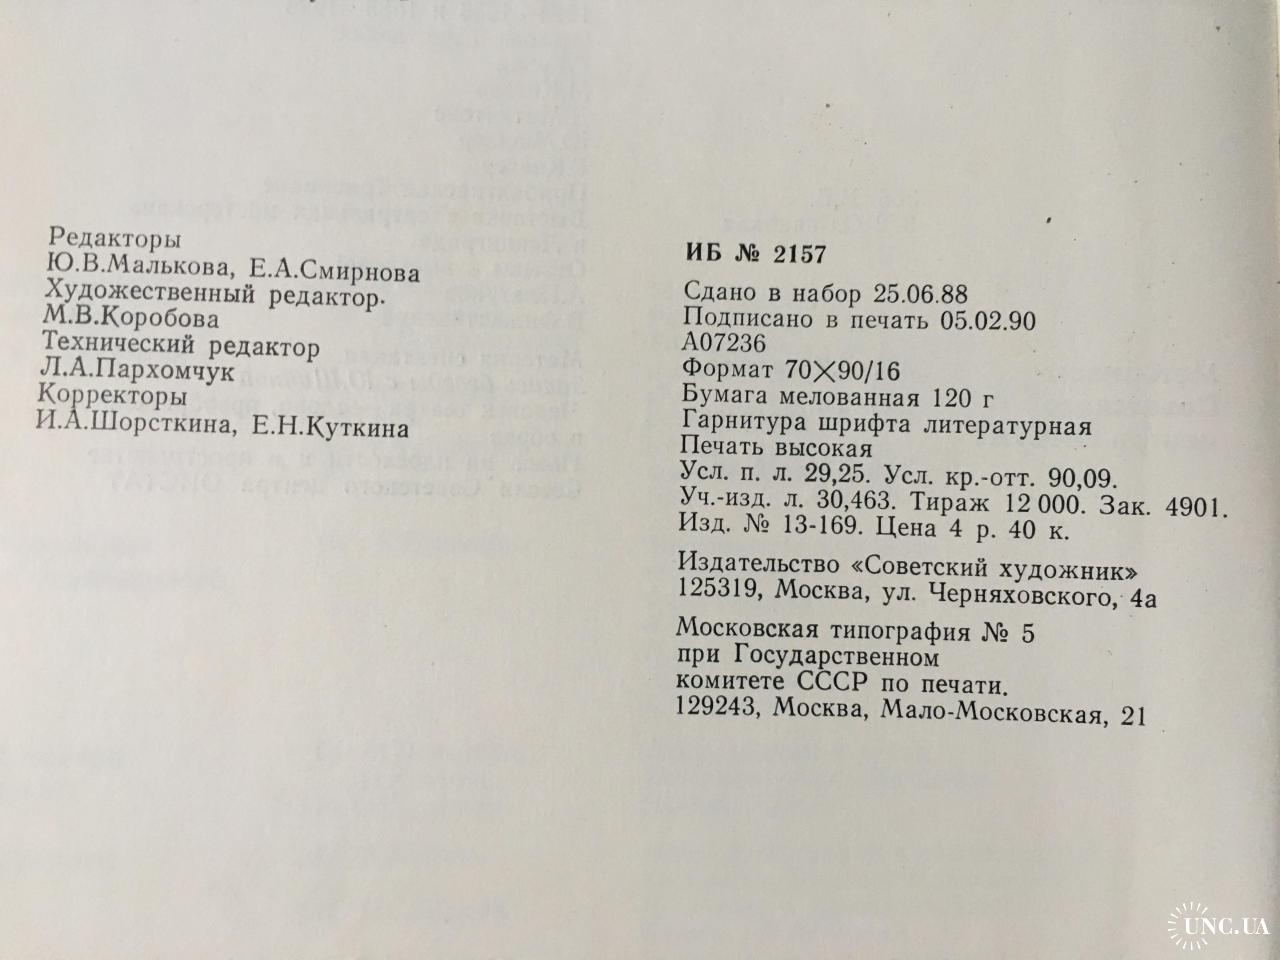 Редакторы
Ю.В.Малькова, Е.А.Смирнова
Художественный редактор.
М.В.Коробова
Технический редактор
Л.А.Пархомчук
Корректоры
И.А.Шорсткина, Е.Н.Куткина
ИБ № 2157
Сдано в набор 25.06.88
Подписано в печать 05.02.90
А07236
Формат 70×90/16
Бумага мелованная 120 г
Гарнитура шрифта литературная
Печать высокая
Усл. п. л. 29,25. Усл. кр.-отт. 90,09.
Уч.-изд. л. 30,463. Тираж 12 000. Зак. 4901.
Изд. № 13-169. Цена 4 р. 40 к.
Издательство «Советский художник»
125319, Москва, ул. Черняховского, 4а
Московская типография № 5
при Государственном
комитете СССР по печати.
129243, Москва, Мало-Московская, 21
UNC.UA